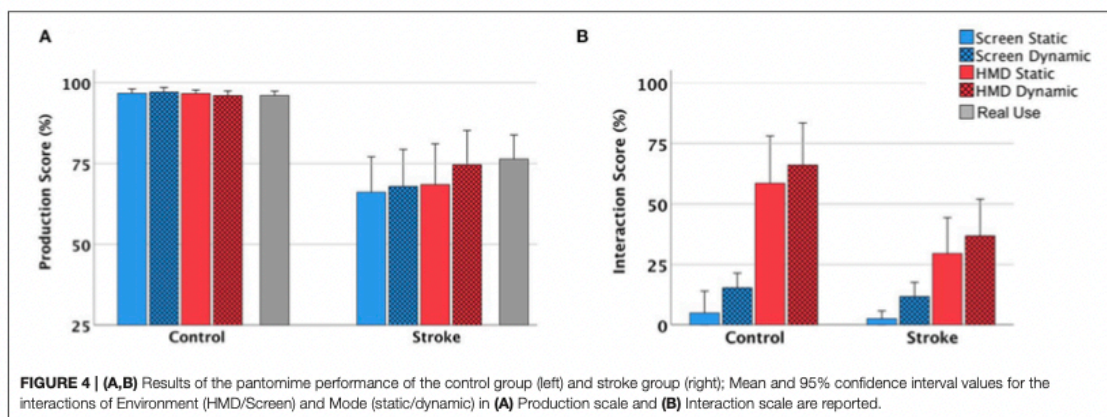 A
B
Screen Static
Screen Dynamic
HMD Static
HMD Dynamic
Real Use
Production Score (%)
100
75
50
25
Control
Stroke
Interaction Score (%)
100
75
50
25
0
Control
Stroke
FIGURE 4 | (A,B) Results of the pantomime performance of the control group (left) and stroke group (right); Mean and 95% confidence interval values for the
interactions of Environment (HMD/Screen) and Mode (static/dynamic) in (A) Production scale and (B) Interaction scale are reported.